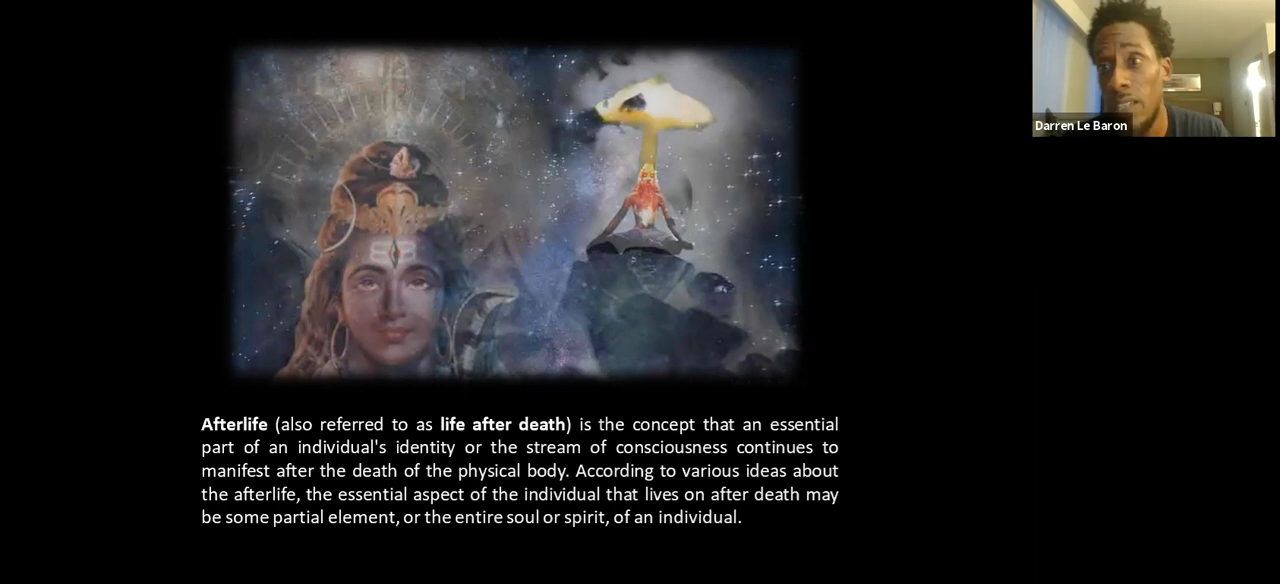 Darren Le Baron
Afterlife (also referred to as life after death) is the concept that an essential
part of an individual's identity or the stream of consciousness continues to
manifest after the death of the physical body. According to various ideas about
the afterlife, the essential aspect of the individual that lives on after death may
be some partial element, or the entire soul or spirit, of an individual.